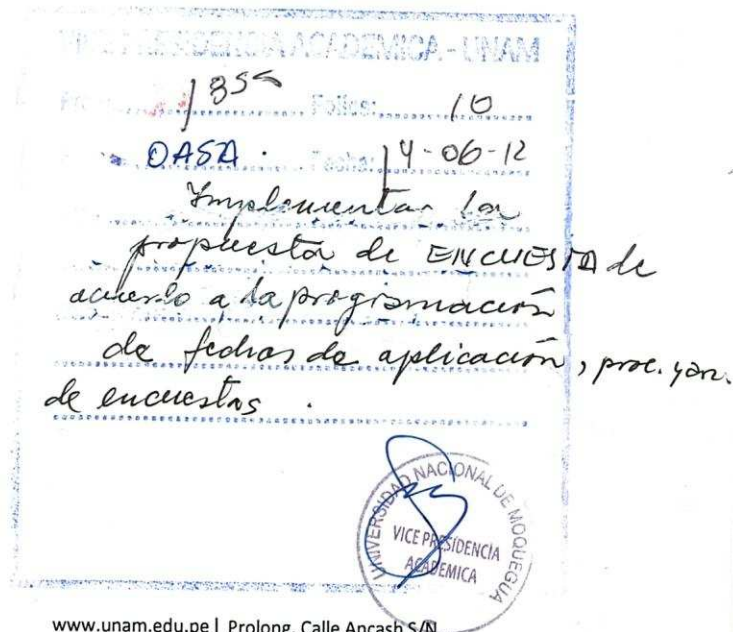 VICE PRESIDENCIA ACADEMICA - UNAM
1855 Folios: 10
OASA. Fecha: 14-06-12
Implementar la
propuesta de ENCUESTA de
acuerdo a la programación
de fechas de aplicación, proc. y an.
de encuestas.
UNIVERSIDAD NACIONAL DE MOQUEGUA
VICE PRESIDENCIA
ACADEMICA
www.unam.edu.pe | Prolong. Calle Ancash S/N